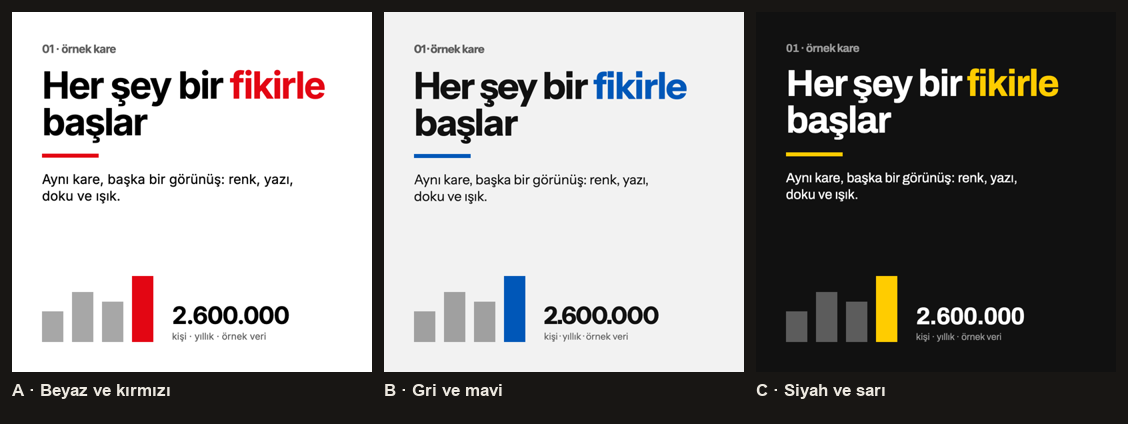 01 · örnek kare
Her şey bir fikirle
başlar
Aynı kare, başka bir görünüş: renk, yazı,
doku ve ışık.
2.600.000
kişi · yıllık · örnek veri
A · Beyaz ve kırmızı
01 · örnek kare
Her şey bir fikirle
başlar
Aynı kare, başka bir görünüş: renk, yazı,
doku ve ışık.
2.600.000
kişi · yıllık · örnek veri
B · Gri ve mavi
01 · örnek kare
Her şey bir fikirle
başlar
Aynı kare, başka bir görünüş: renk, yazı,
doku ve ışık.
2.600.000
kişi · yıllık · örnek veri
C · Siyah ve sarı